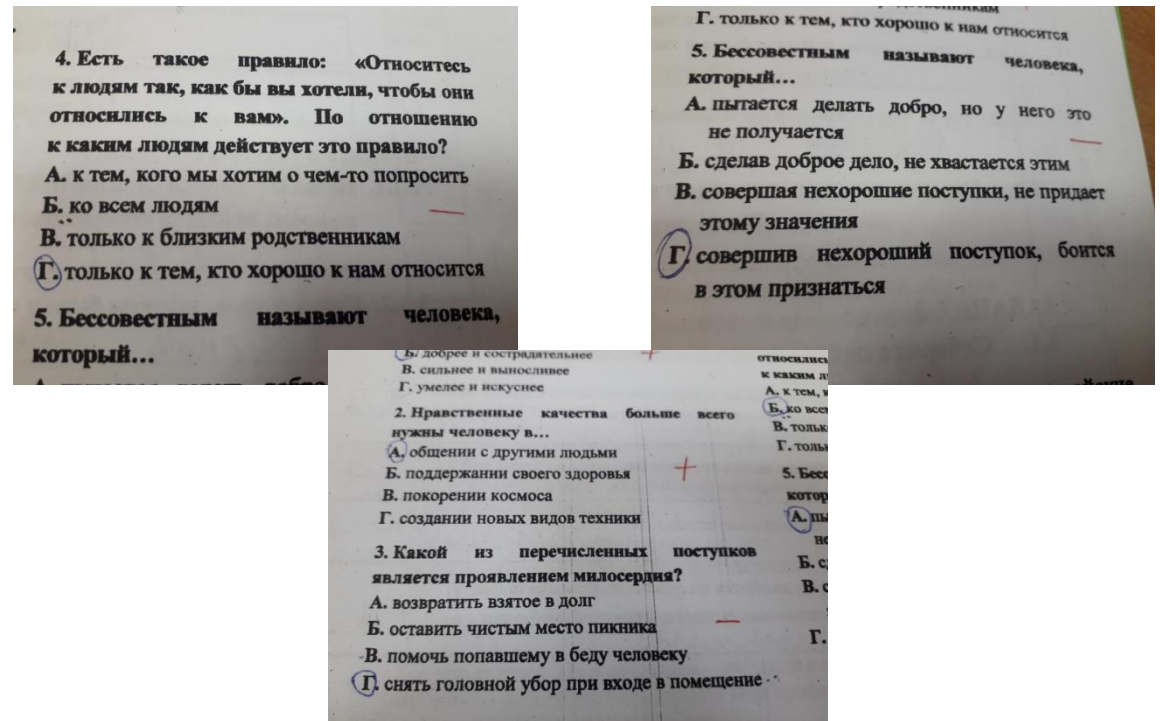 4. Есть такое правило: «Относитесь
к людям так, как бы вы хотели, чтобы они
относились к вам». По отношению
к каким людям действует это правило?
А. к тем, кого мы хотим о чем-то попросить
Б. ко всем людям
В. только к близким родственникам
Г. только к тем, кто хорошо к нам относится
5. Бессовестным называют человека,
который...
Г. только к тем, кто хорошо к нам относится
5. Бессовестным называют человека,
который...
А. пытается делать добро, но у него это
не получается
Б. сделав доброе дело, не хвастается этим
В. совершая нехорошие поступки, не придает
этому значения
Г. совершив нехороший поступок, боится
в этом признаться
Б. добрее и сострадательнее
В. сильнее и выносливее
Г. умелее и искуснее
2. Нравственные качества больше всего
нужны человеку в...
А. общении с другими людьми
Б. поддержании своего здоровья
В. покорении космоса
Г. создании новых видов техники
3. Какой из перечисленных поступков
является проявлением милосердия?
А. возвратить взятое в долг
Б. оставить чистым место пикника
В. помочь попавшему в беду человеку
Г. снять головной убор при входе в помещение
к каким
А. к тем,
Б. ко
В.
Г.
5.
А.
Б.
В.
Г.